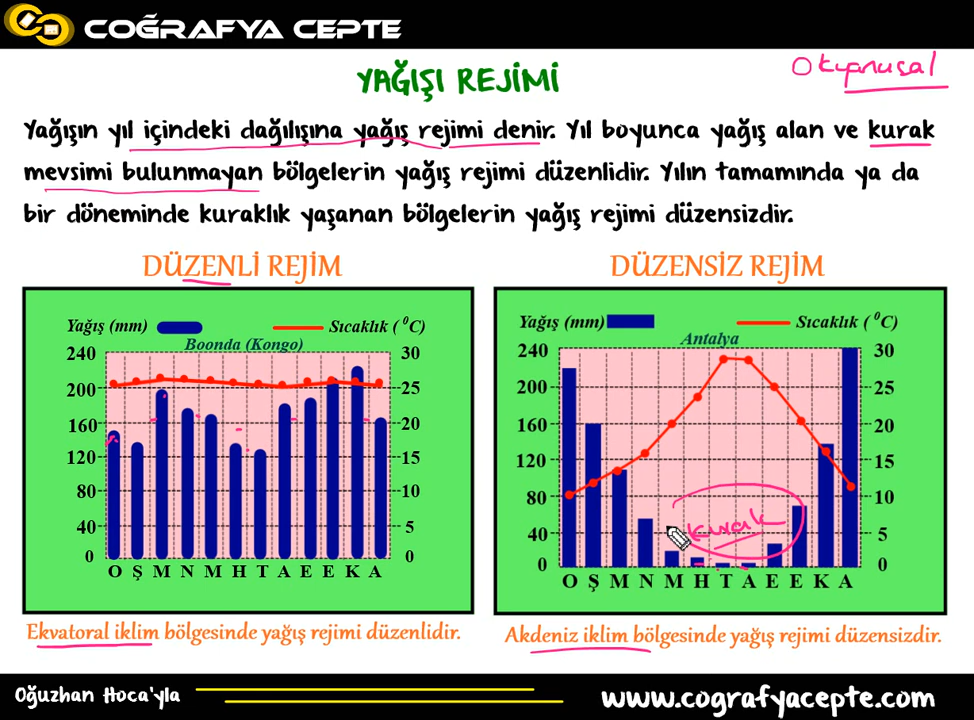 COĞRAFYA CEPTE
YAĞIŞI REJİMİ
Okyanusal
Yağışın yıl içindeki dağılışına yağış rejimi denir. Yıl boyunca yağış alan ve kurak
mevsimi bulunmayan bölgelerin yağış rejimi düzenlidir. Yılın tamamında ya da
bir döneminde kuraklık yaşanan bölgelerin yağış rejimi düzensizdir.
DÜZENLİ REJİM
Yağış (mm) Sıcaklık (⁰C)
Boonda (Kongo)
240 30
200 25
160 20
120 15
80 10
40 5
0 0
O Ş M N M H T A E E K A
Ekvatoral iklim bölgesinde yağış rejimi düzenlidir.
DÜZENSİZ REJİM
Yağış (mm) Sıcaklık (⁰C)
Antalya
240 30
200 25
160 20
120 15
80 10
kurak
40 5
0 0
O Ş M N M H T A E E K A
Akdeniz iklim bölgesinde yağış rejimi düzensizdir.
Oğuzhan Hoca'yla
www.cografyacepte.com